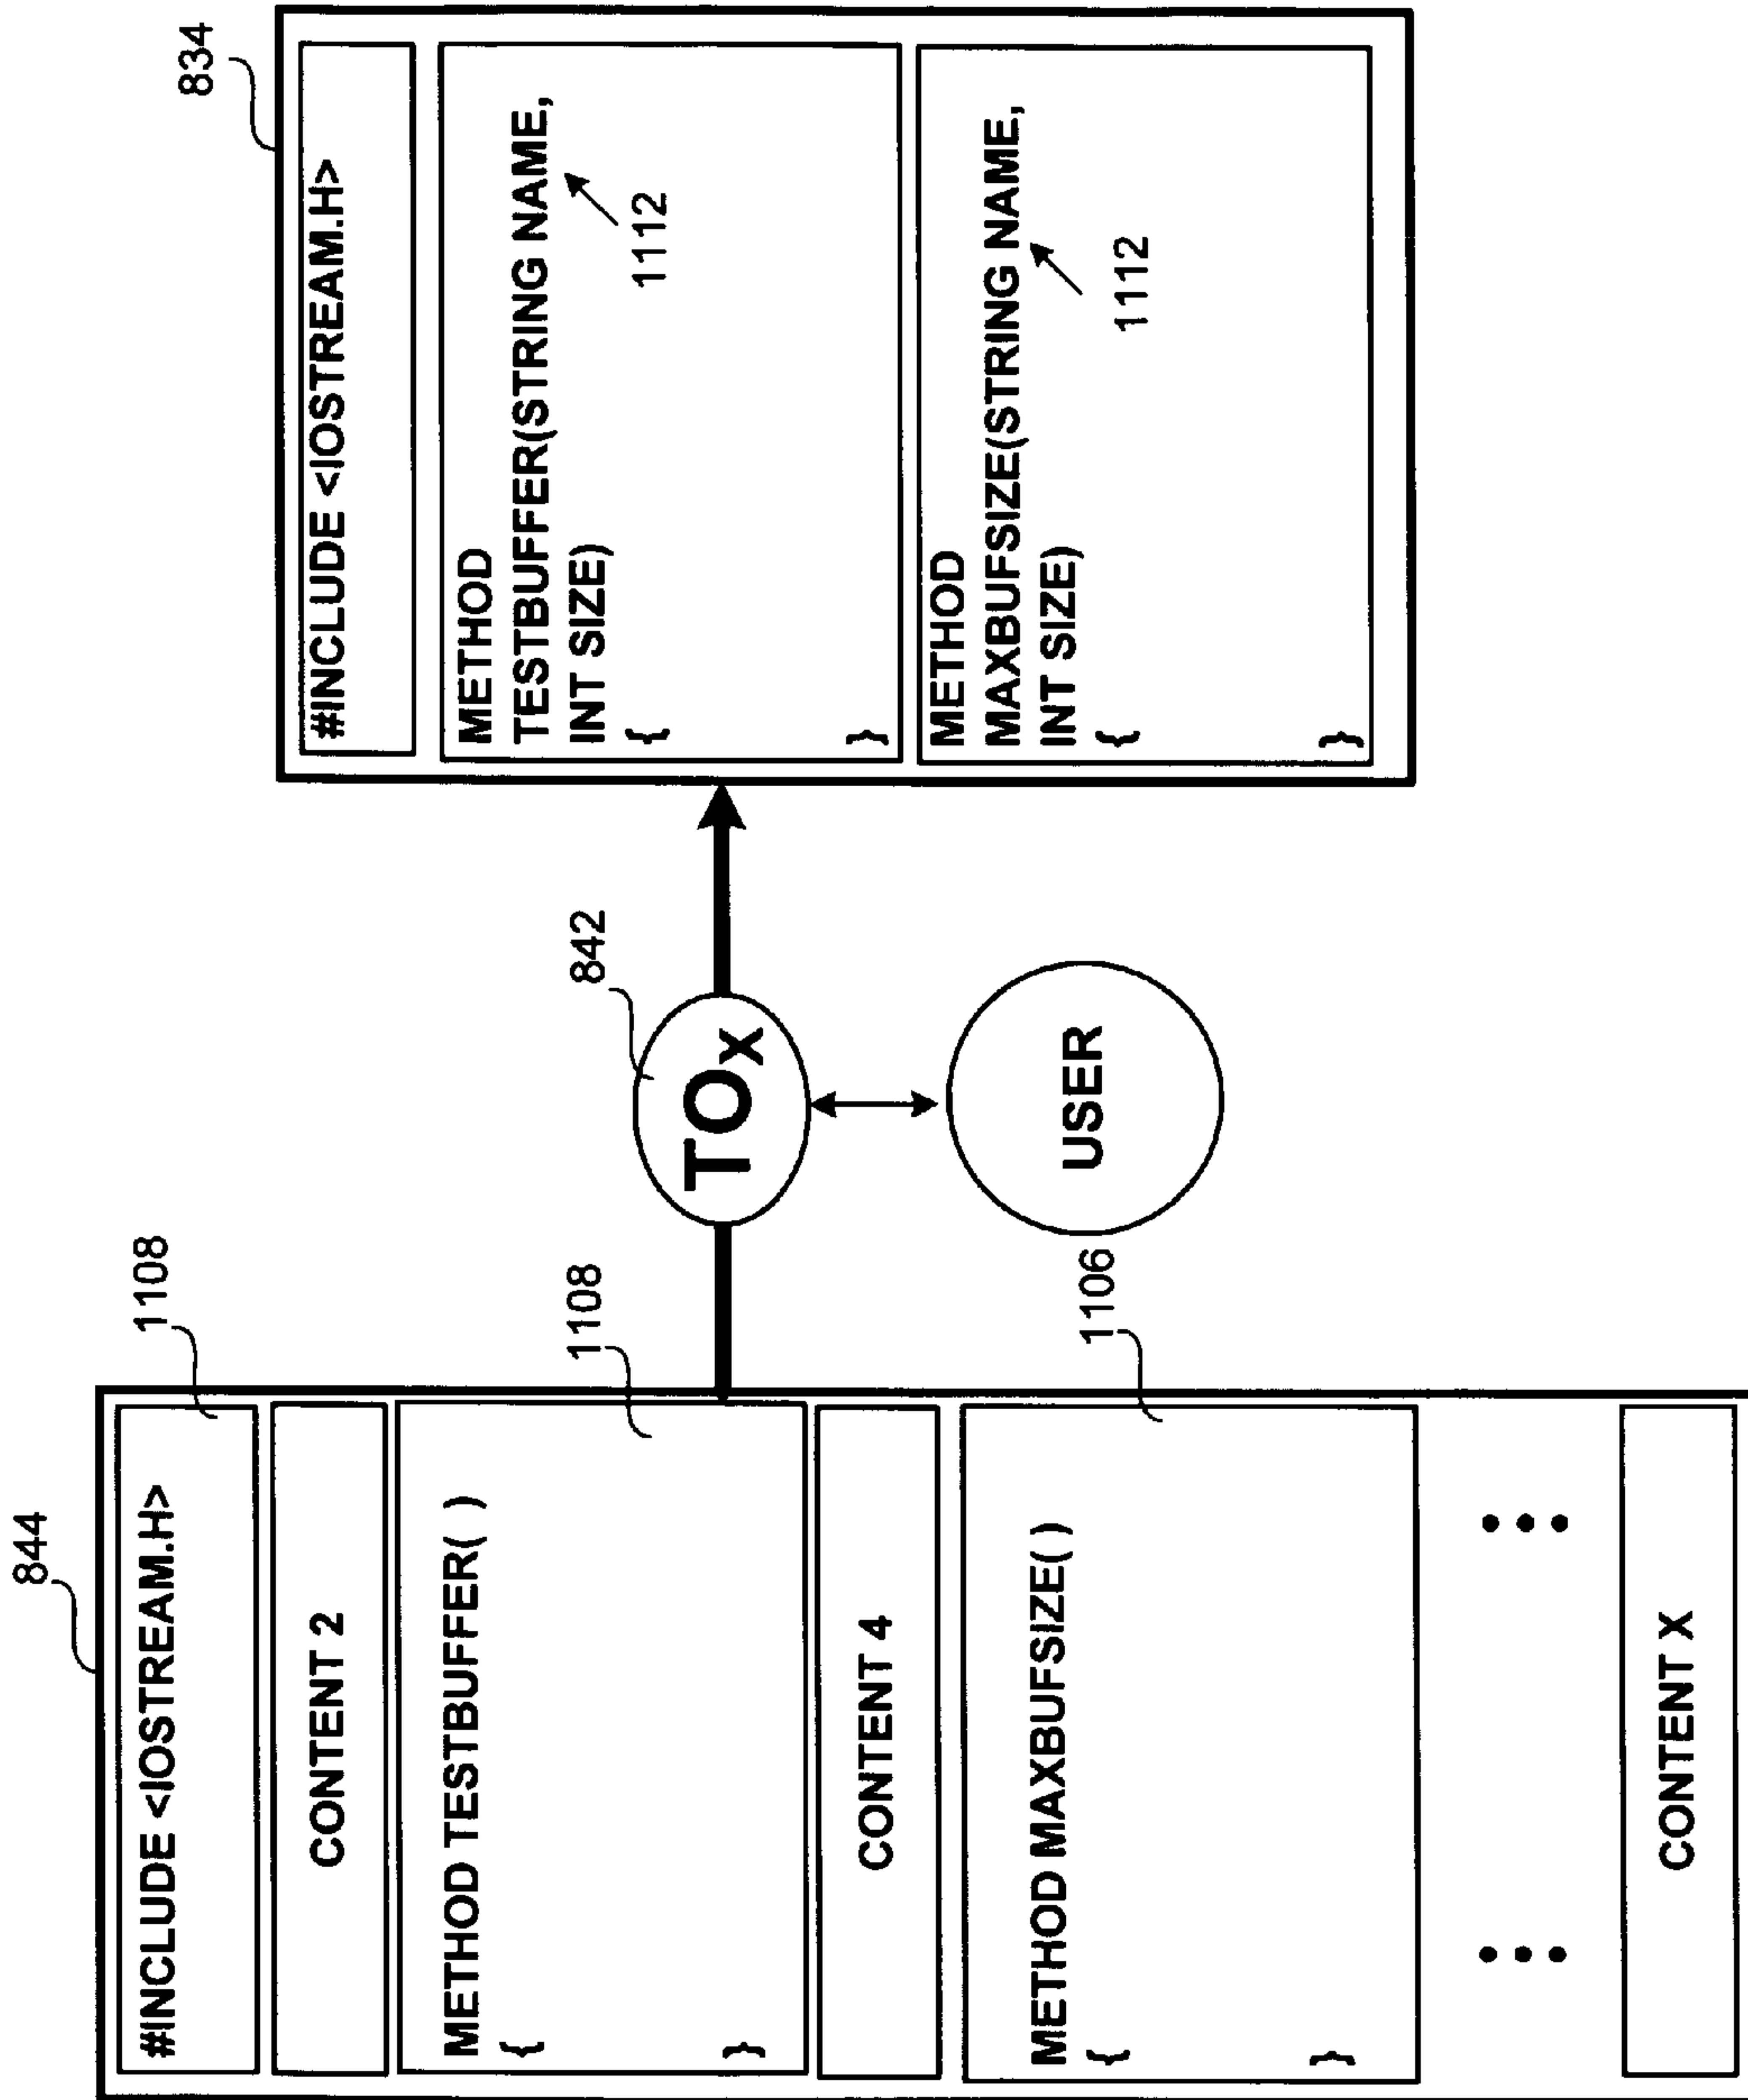 844
1108
#INCLUDE <IOSTREAM.H>
CONTENT 2
1108
METHOD TESTBUFFER( )
{
}
CONTENT 4
1106
METHOD MAXBUFSIZE( )
{
}
CONTENT X
842
TOx
USER
834
#INCLUDE <IOSTREAM.H>
METHOD
TESTBUFFER(STRING NAME,
INT SIZE)
{
}
1112
METHOD
MAXBUFSIZE(STRING NAME,
INT SIZE)
{
}
1112